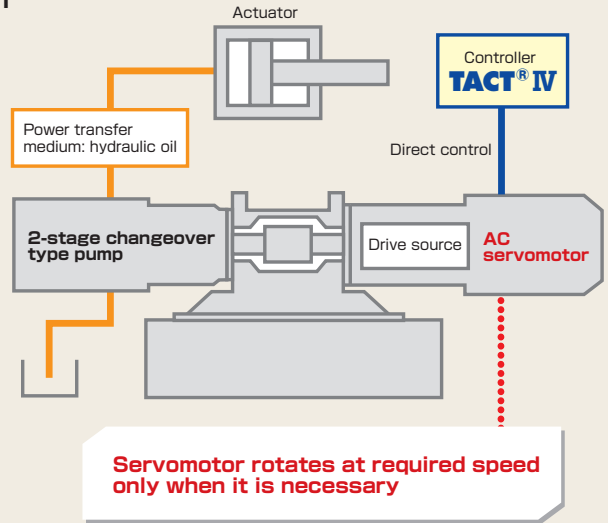 Actuator
Controller
TACT® IV
Power transfer
medium: hydraulic oil
Direct control
2-stage changeover
type pump
Drive source
AC
servomotor
Servomotor rotates at required speed
only when it is necessary